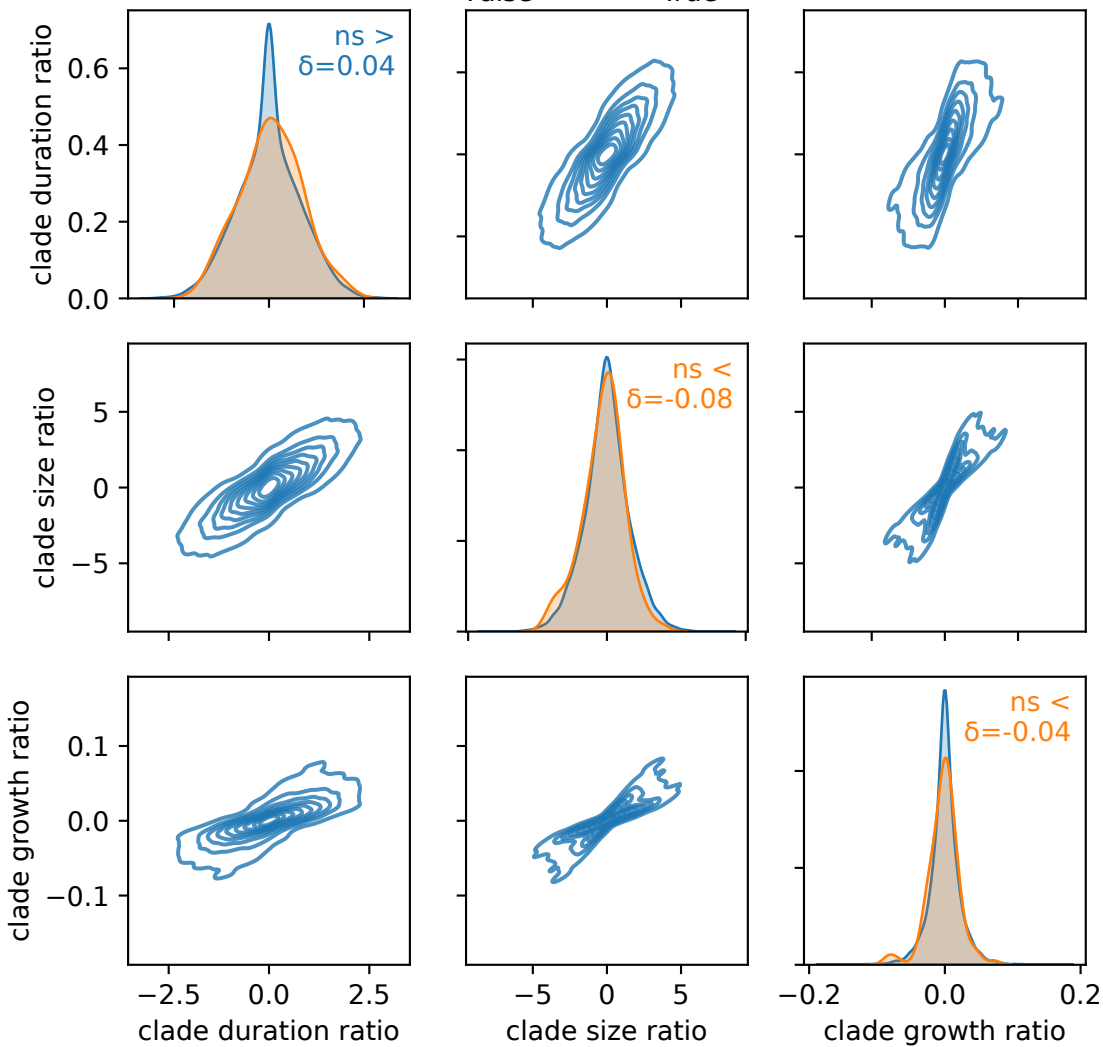 clade duration ratio
0.6
0.4
0.2
0.0
ns >
δ=0.04
−5
0
5
clade size ratio
5
0
−5
ns <
δ=-0.08
clade growth ratio
0.1
0.0
−0.1
ns <
δ=-0.04
−2.5
0.0
2.5
−5
0
5
−0.2
0.0
0.2
clade duration ratio
clade size ratio
clade growth ratio